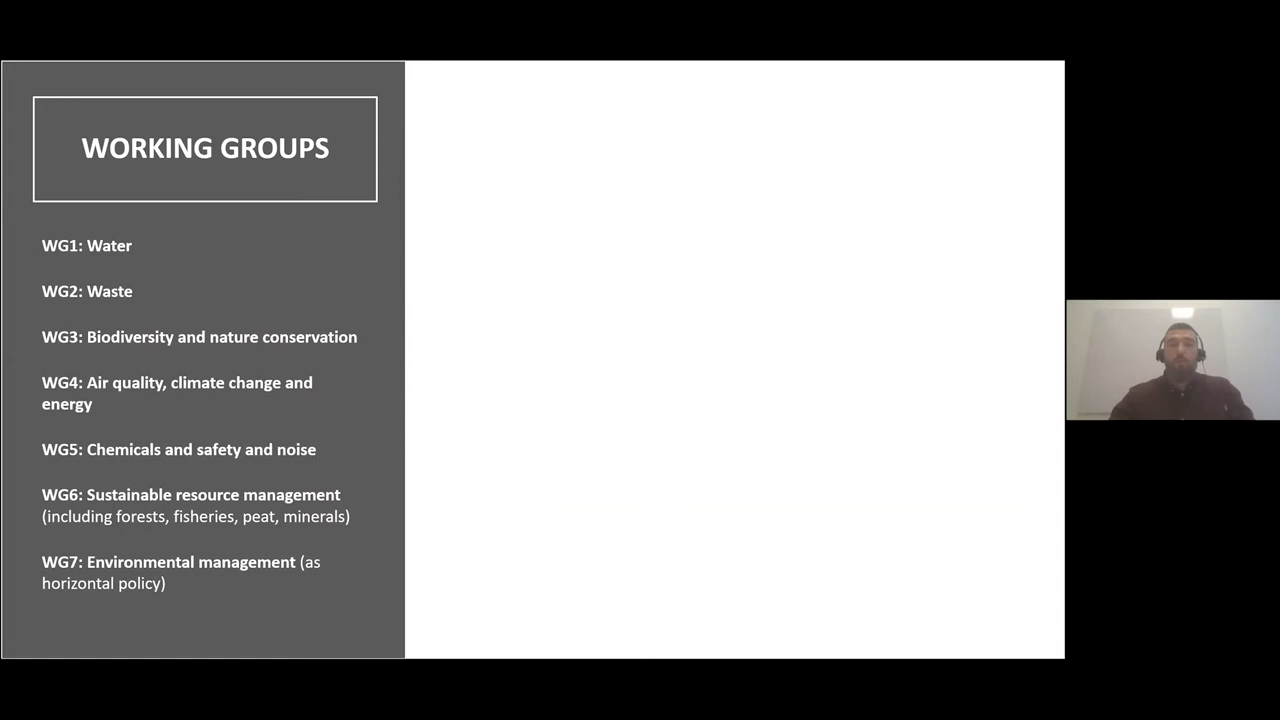 WORKING GROUPS
WG1: Water
WG2: Waste
WG3: Biodiversity and nature conservation
WG4: Air quality, climate change and
energy
WG5: Chemicals and safety and noise
WG6: Sustainable resource management
(including forests, fisheries, peat, minerals)
WG7: Environmental management (as
horizontal policy)